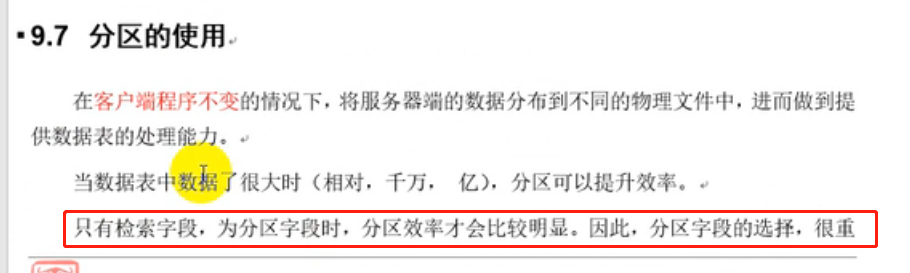 9.7 分区的使用
在客户端程序不变的情况下，将服务器端的数据分布到不同的物理文件中，进而做到提
供数据表的处理能力。
当数据表中数据了很大时（相对，千万， 亿），分区可以提升效率。
只有检索字段，为分区字段时，分区效率才会比较明显。因此，分区字段的选择，很重